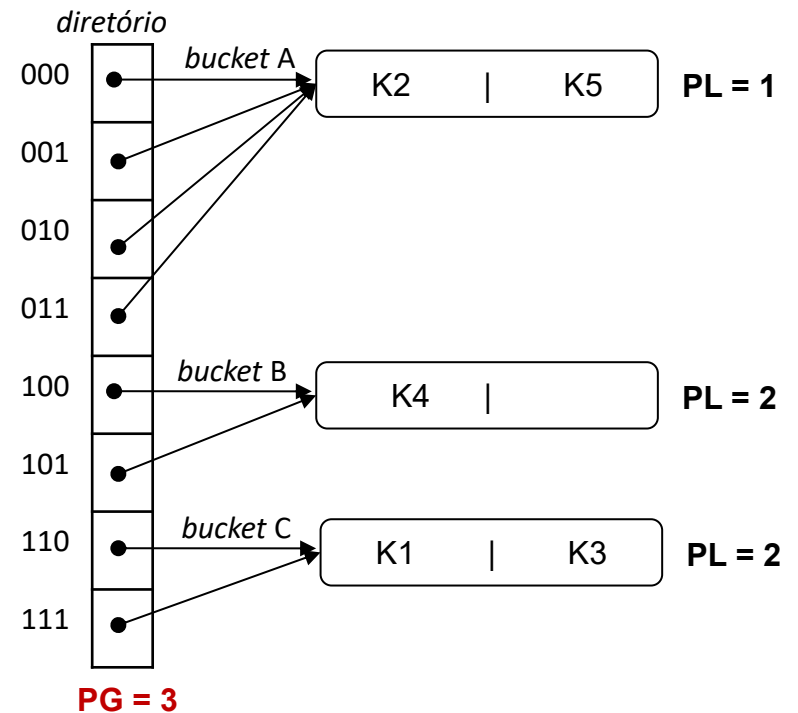 diretório
000
bucket A
K2 | K5
PL = 1
001
010
011
100
bucket B
K4 |
PL = 2
101
110
bucket C
K1 | K3
PL = 2
111
PG = 3